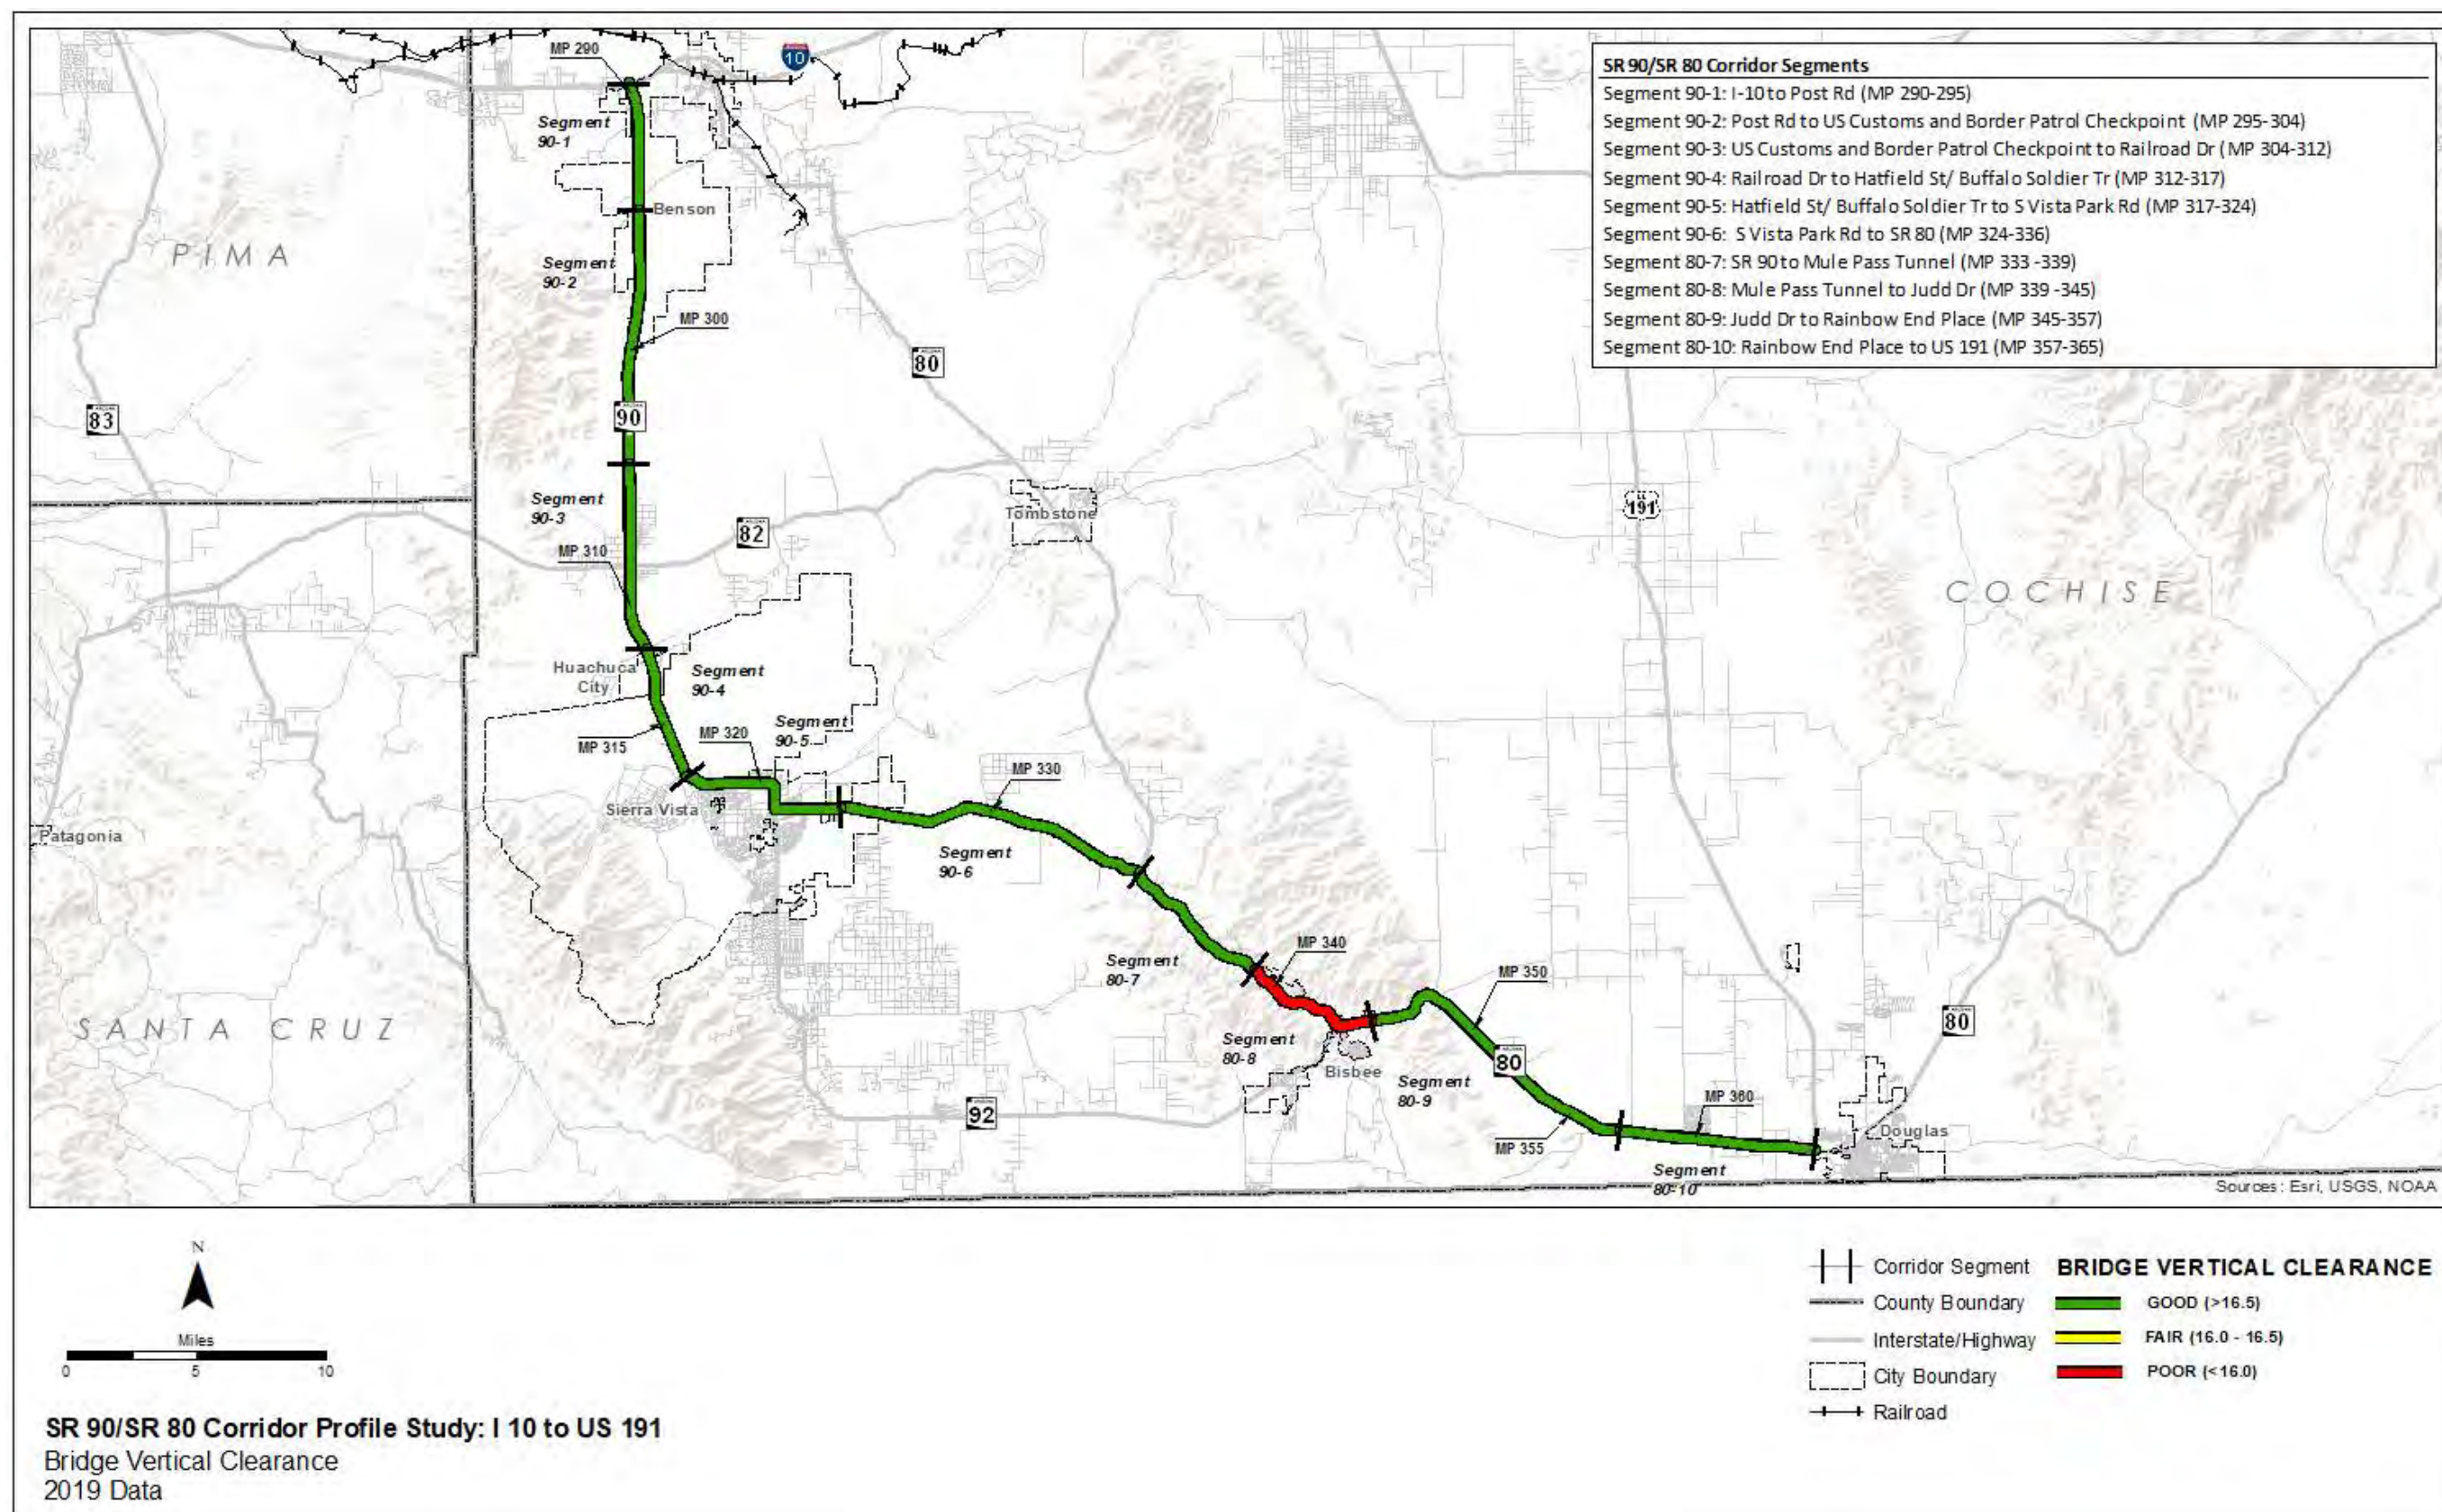 MP 290
10
SR 90/SR 80 Corridor Segments
Segment 90-1: I-10 to Post Rd (MP 290-295)
Segment 90-2: Post Rd to US Customs and Border Patrol Checkpoint (MP 295-304)
Segment 90-3: US Customs and Border Patrol Checkpoint to Railroad Dr (MP 304-312)
Segment 90-4: Railroad Dr to Hatfield St/ Buffalo Soldier Tr (MP 312-317)
Segment 90-5: Hatfield St/ Buffalo Soldier Tr to S Vista Park Rd (MP 317-324)
Segment 90-6: S Vista Park Rd to SR 80 (MP 324-336)
Segment 80-7: SR 90 to Mule Pass Tunnel (MP 333 -339)
Segment 80-8: Mule Pass Tunnel to Judd Dr (MP 339 -345)
Segment 80-9: Judd Dr to Rainbow End Place (MP 345-357)
Segment 80-10: Rainbow End Place to US 191 (MP 357-365)
Segment
90-1
Benson
PIMA
Segment
90-2
MP 300
80
83
90
Segment
90-3
82
Tombstone
191
MP 310
COCHISE
Huachuca
City
Segment
90-4
MP 315
MP 320
Segment
90-5
MP 330
Sierra Vista
Patagonia
Segment
90-6
MP 340
Segment
80-7
MP 350
SANTA CRUZ
80
Segment
80-8
Bisbee
80
Segment
80-9
92
MP 360
MP 355
Douglas
Segment
80-10
Sources: Esri, USGS, NOAA
N
Miles
0 5 10
SR 90/SR 80 Corridor Profile Study: I 10 to US 191
Bridge Vertical Clearance
2019 Data
Corridor Segment
County Boundary
Interstate/Highway
City Boundary
Railroad
BRIDGE VERTICAL CLEARANCE
GOOD (>16.5)
FAIR (16.0 - 16.5)
POOR (<16.0)